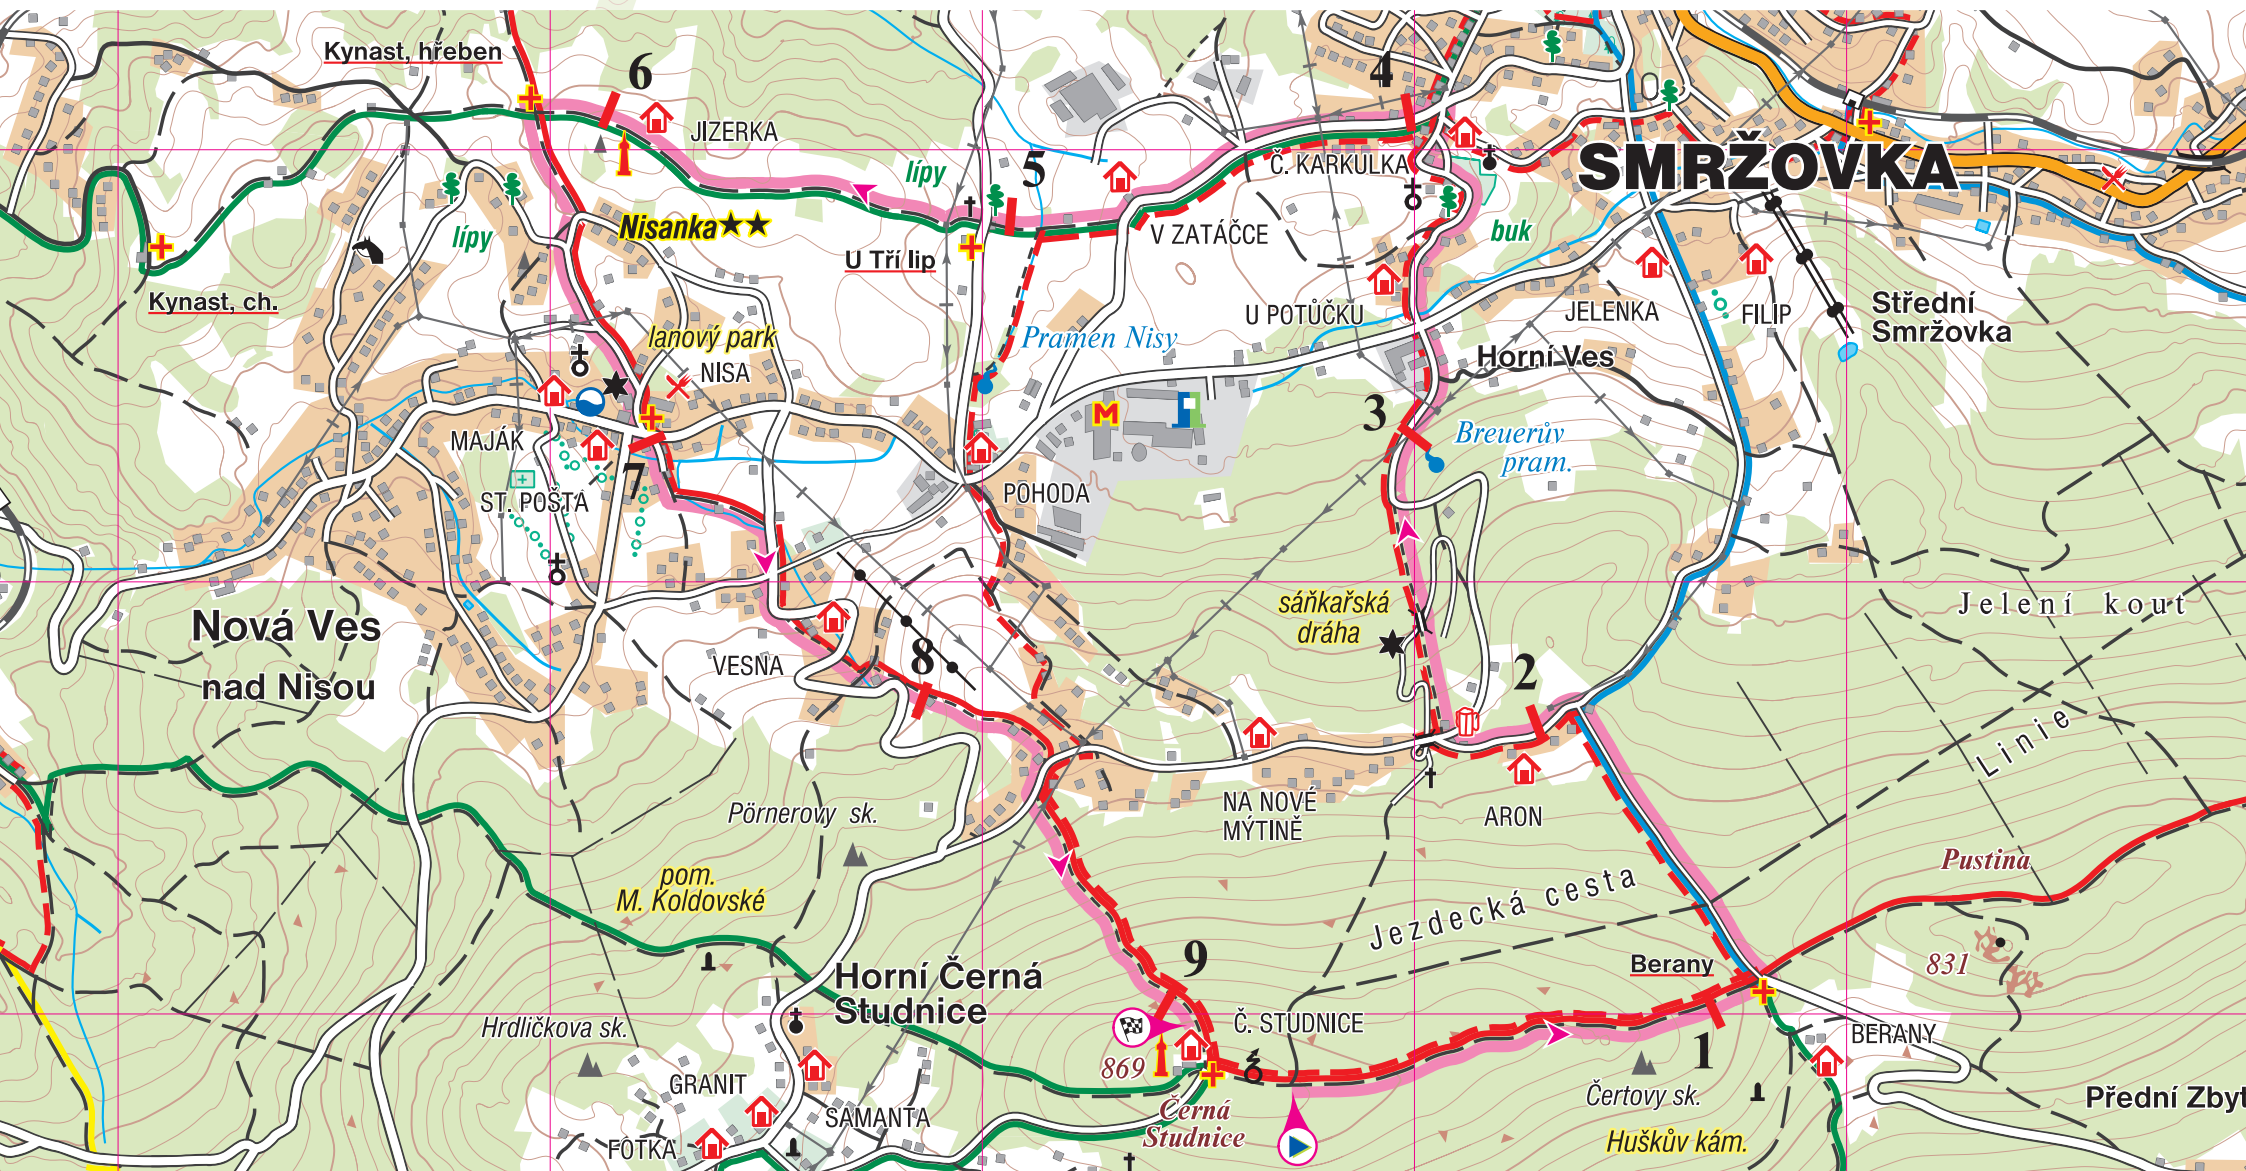 Kynast, hřeben
6
4
JIZERKA
Č. KARKULKA
SMRŽOVKA
lípy
5
lípy
Nisanka★★
V ZATÁČCE
buk
U Tří lip
Kynast, ch.
U POTŮČKU
JELENKA
FILIP
Střední
Smržovka
lanový park
NISA
Pramen Nisy
Horní Ves
3
M
MAJÁK
Breuerův
pram.
7
ST. POŠTA
POHODA
sáňkařská
dráha
Jelení kout
Nová Ves
nad Nisou
VESNA
8
2
Linie
NA NOVÉ
MÝTINĚ
ARON
Pörnerovy sk.
pom.
M. Koldovské
Pustina
Jezdecká cesta
831
9
Berany
Horní Černá
Studnice
Hrdličkova sk.
Č. STUDNICE
BERANY
869
1
GRANIT
Čertovy sk.
Přední Zbyt
SAMANTA
Černá
Studnice
FOTKA
Huškův kám.